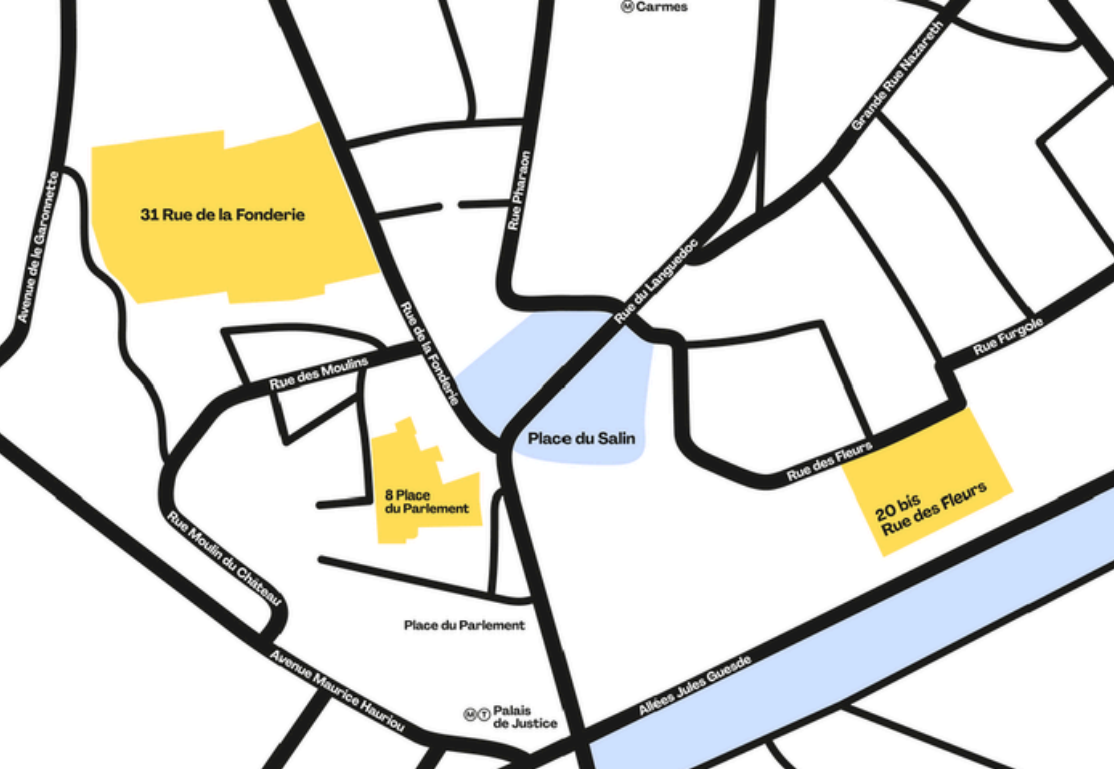 Ⓜ Carmes
Grande Rue Nazareth
Avenue de le Garonnette
Rue Pharaon
31 Rue de la Fonderie
Rue du Languedoc
Rue de la Fonderie
Rue Furgole
Rue des Moulins
Place du Salin
Rue des Fleurs
8 Place
du Parlement
20 bis
Rue des Fleurs
Rue Moulin du Château
Place du Parlement
Allées Jules Guesde
Avenue Maurice Hauriou
ⓂⓉ Palais
de Justice